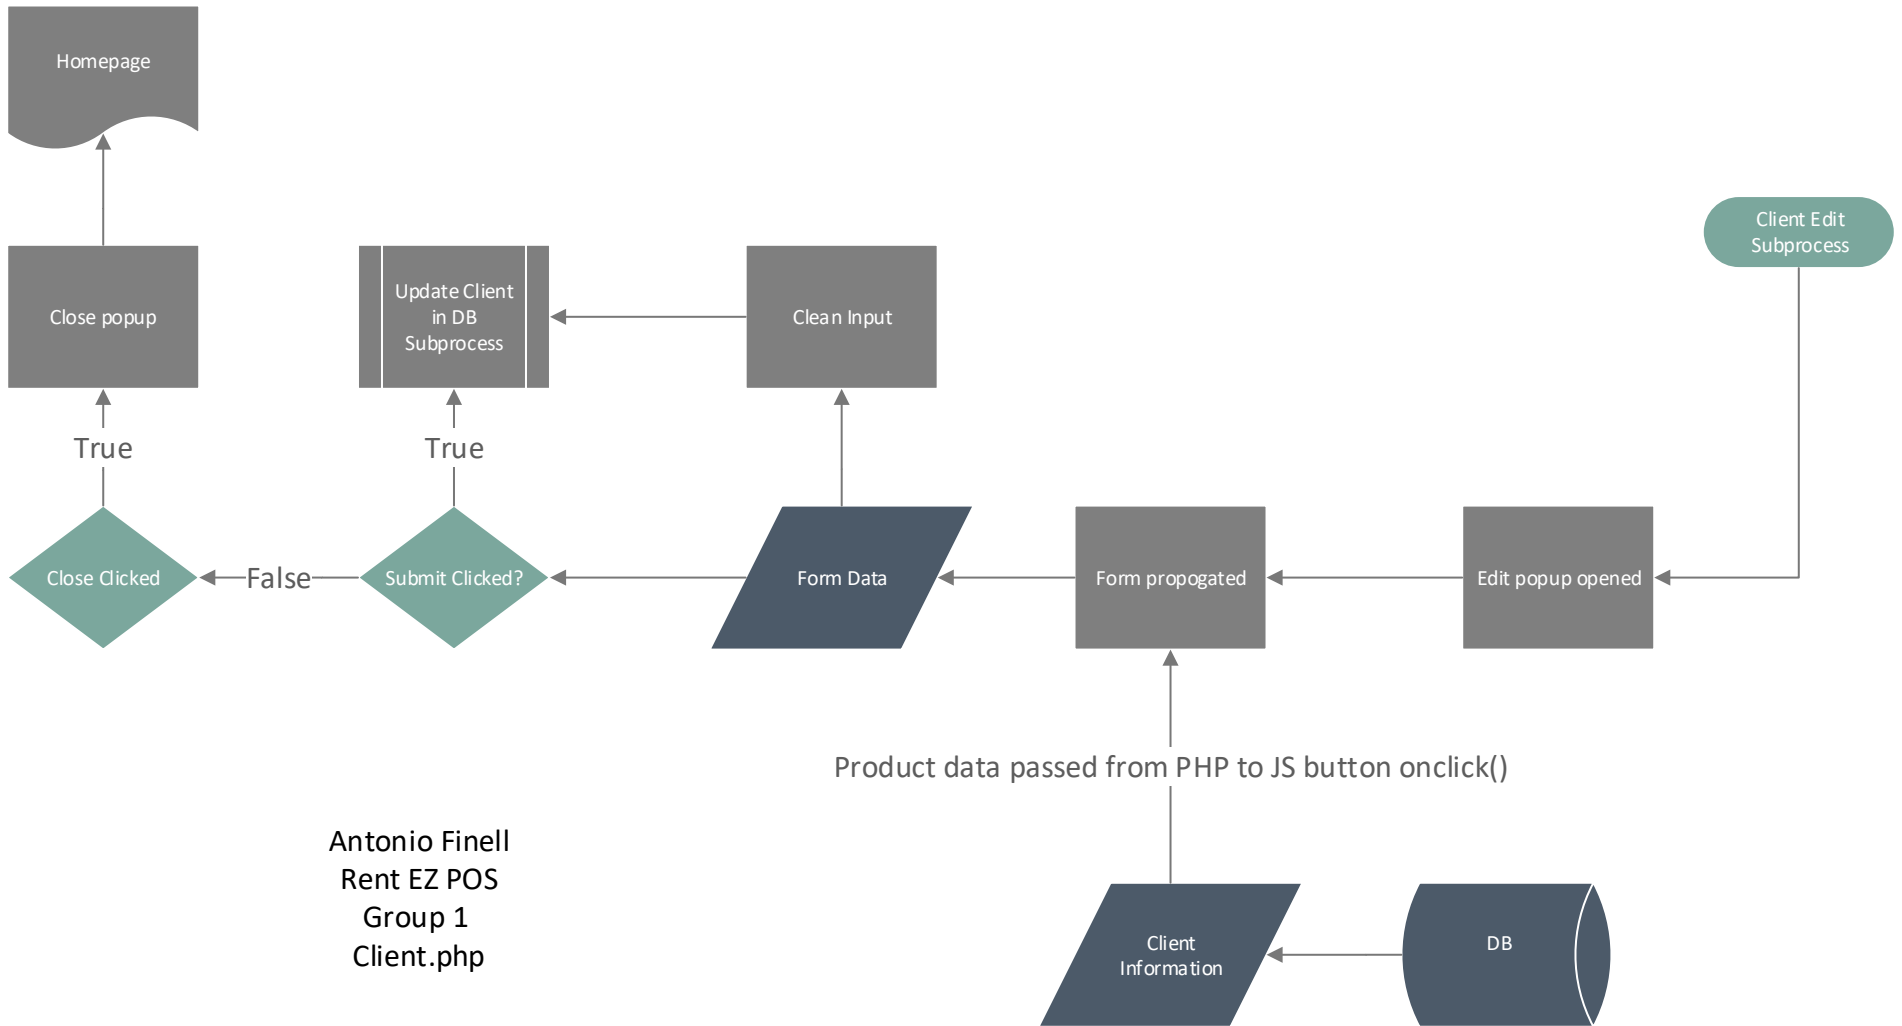 Homepage
Client Edit
Subprocess
Close popup
Update Client
in DB
Subprocess
Clean Input
True
True
Close Clicked
False
Submit Clicked?
Form Data
Form propogated
Edit popup opened
Product data passed from PHP to JS button onclick()
Antonio Finell
Rent EZ POS
Group 1
Client.php
Client
Information
DB